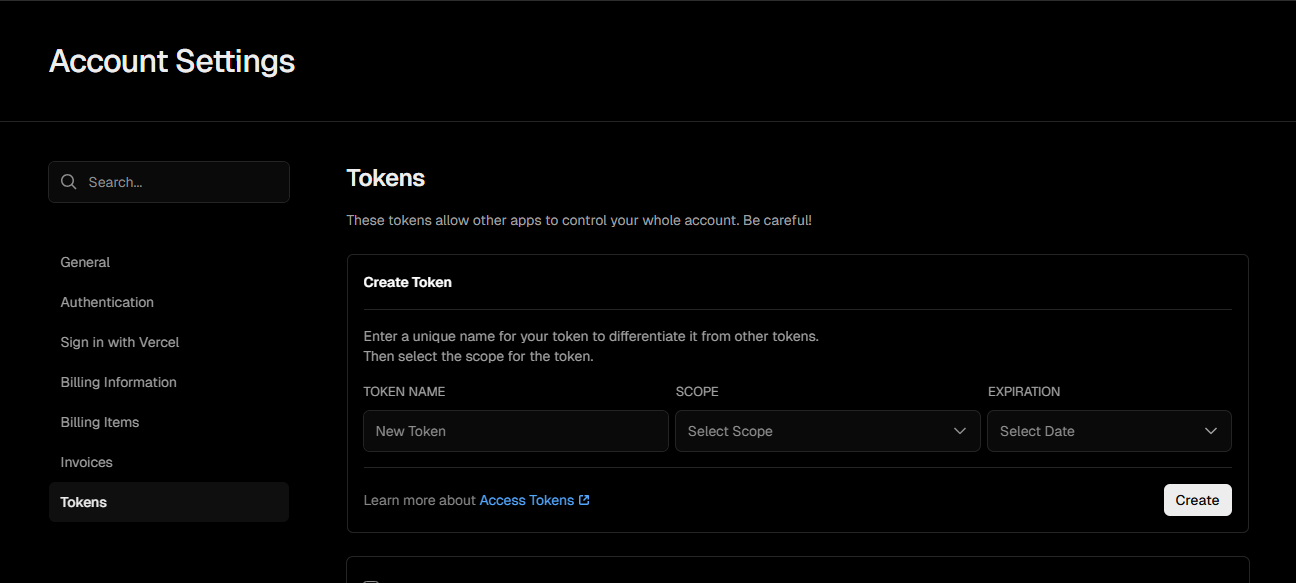 Account Settings
Search...
General
Authentication
Sign in with Vercel
Billing Information
Billing Items
Invoices
Tokens
Tokens
These tokens allow other apps to control your whole account. Be careful!
Create Token
Enter a unique name for your token to differentiate it from other tokens.
Then select the scope for the token.
TOKEN NAME
SCOPE
EXPIRATION
New Token
Select Scope
Select Date
Learn more about Access Tokens
Create